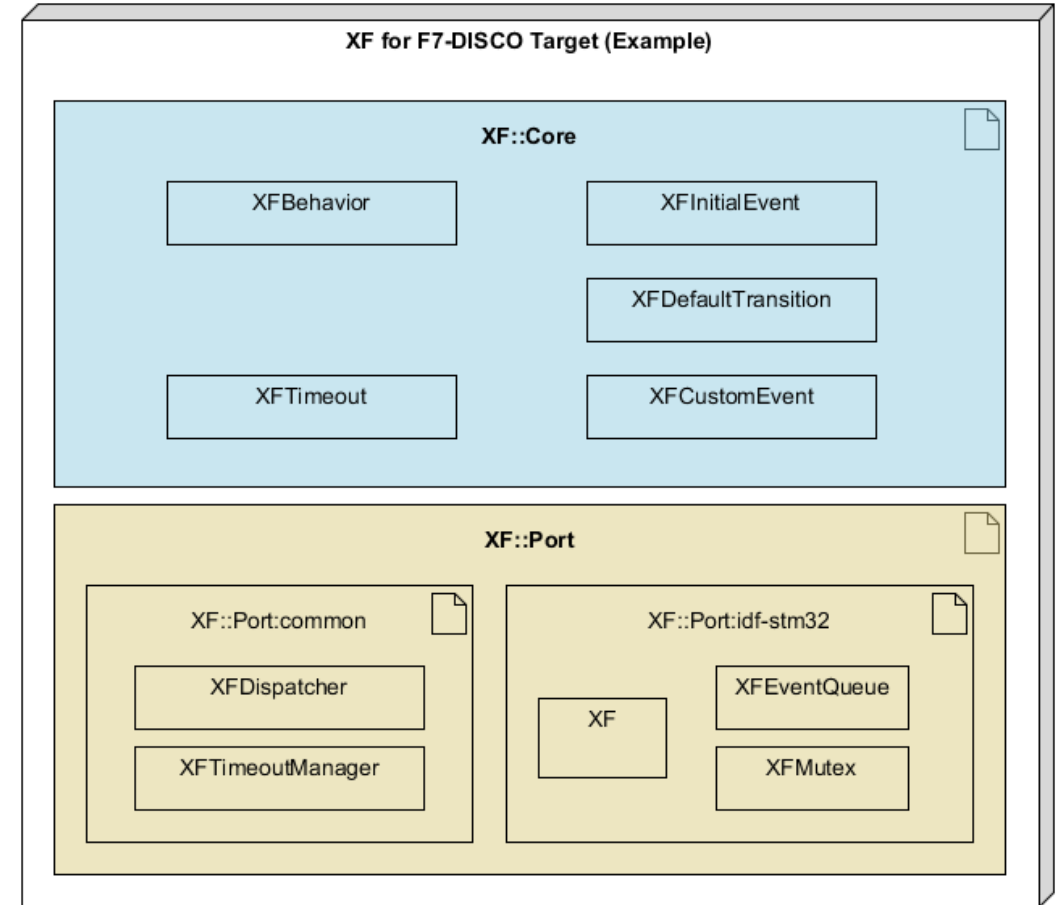 XF for F7-DISCO Target (Example)
XF::Core
XFBehavior
XFInitialEvent
XFDefaultTransition
XFTimeout
XFCustomEvent
XF::Port
XF::Port:common
XFDispatcher
XFTimeoutManager
XF::Port:idf-stm32
XF
XFEventQueue
XFMutex